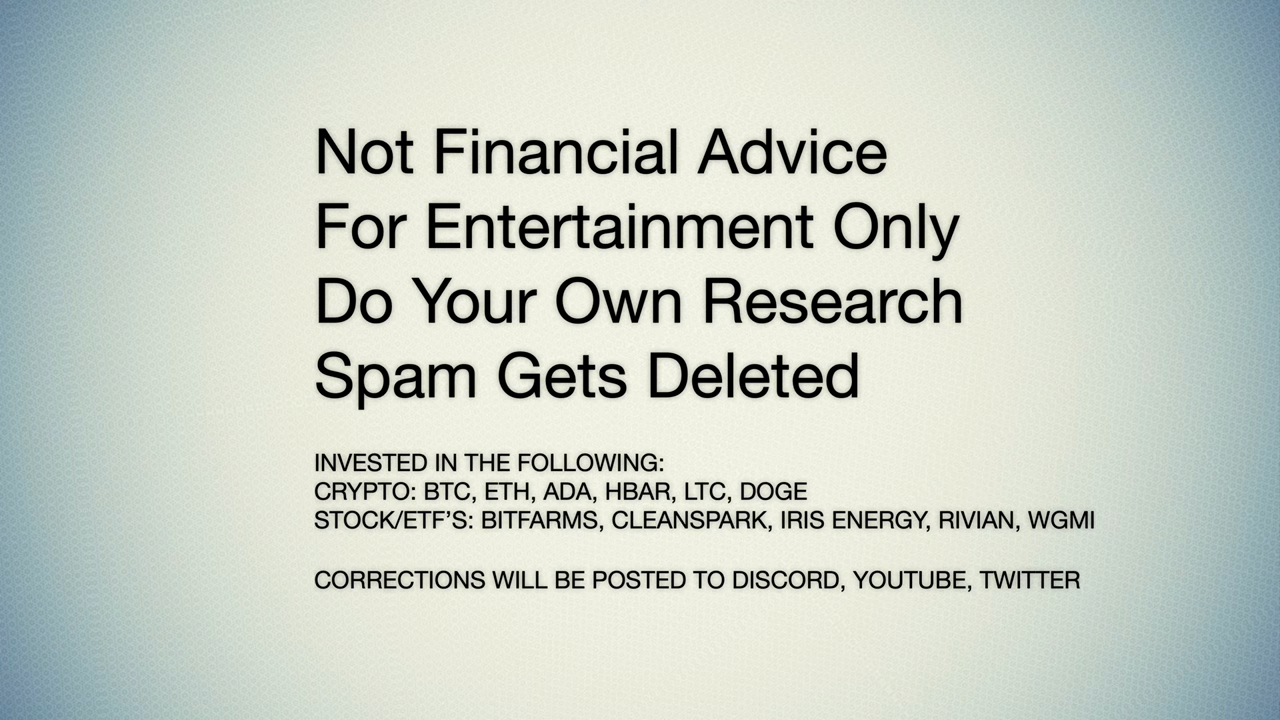 Not Financial Advice
For Entertainment Only
Do Your Own Research
Spam Gets Deleted
INVESTED IN THE FOLLOWING:
CRYPTO: BTC, ETH, ADA, HBAR, LTC, DOGE
STOCK/ETF’S: BITFARMS, CLEANSPARK, IRIS ENERGY, RIVIAN, WGMI
CORRECTIONS WILL BE POSTED TO DISCORD, YOUTUBE, TWITTER